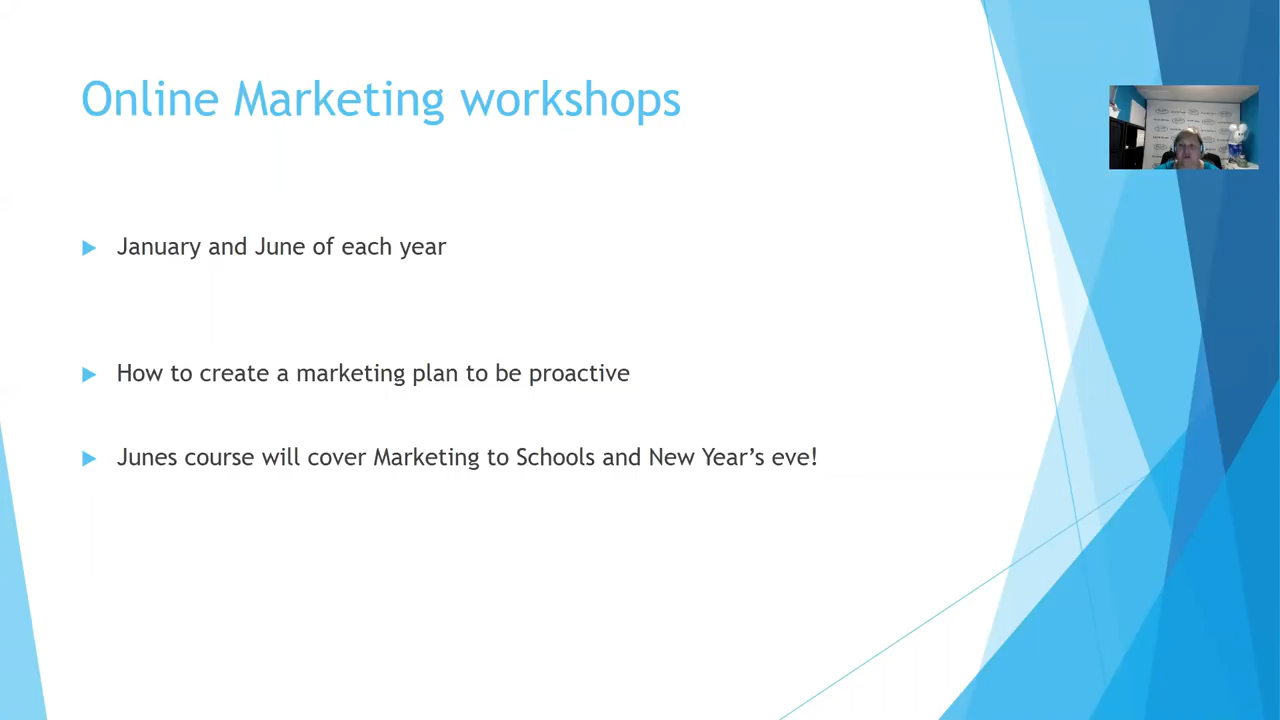 Online Marketing workshops
January and June of each year
How to create a marketing plan to be proactive
Junes course will cover Marketing to Schools and New Year’s eve!